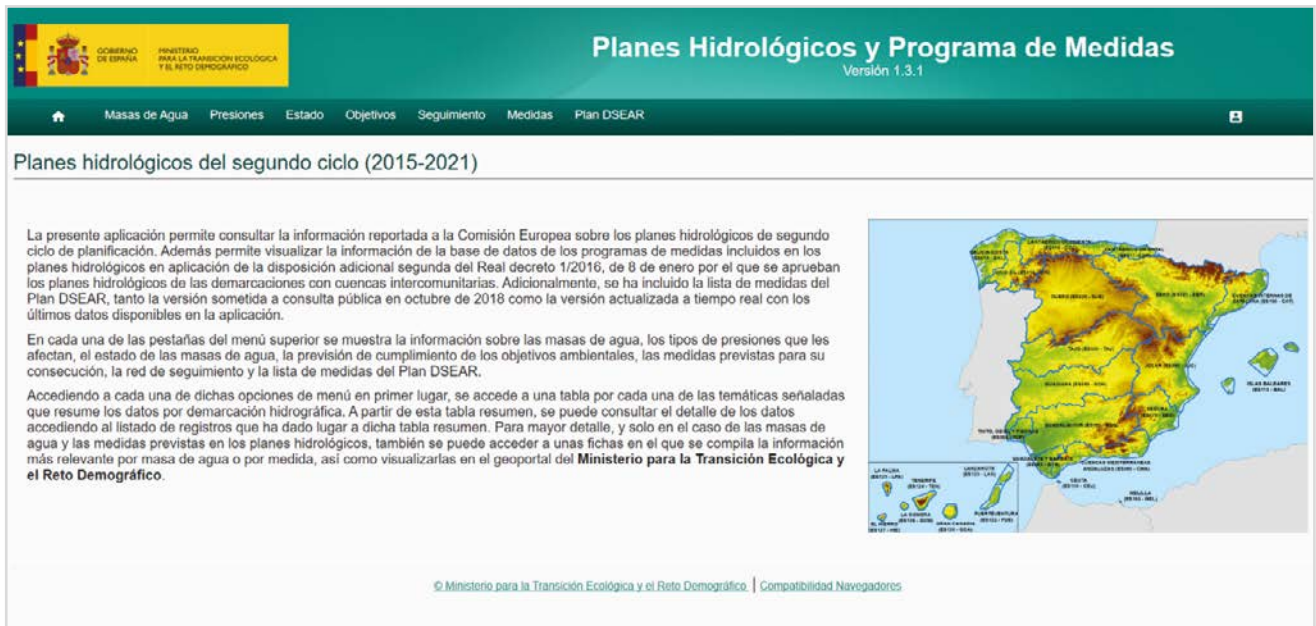 GOBIERNO
DE ESPAÑA
MINISTERIO
PARA LA TRANSICIÓN ECOLÓGICA
Y EL RETO DEMOGRÁFICO
Planes Hidrológicos y Programa de Medidas
Versión 1.3.1
Masas de Agua Presiones Estado Objetivos Seguimiento Medidas Plan DSEAR
Planes hidrológicos del segundo ciclo (2015-2021)
La presente aplicación permite consultar la información reportada a la Comisión Europea sobre los planes hidrológicos de segundo
ciclo de planificación. Además permite visualizar la información de la base de datos de los programas de medidas incluidos en los
planes hidrológicos en aplicación de la disposición adicional segunda del Real decreto 1/2016, de 8 de enero por el que se aprueban
los planes hidrológicos de las demarcaciones con cuencas intercomunitarias. Adicionalmente, se ha incluido la lista de medidas del
Plan DSEAR, tanto la versión sometida a consulta pública en octubre de 2018 como la versión actualizada a tiempo real con los
últimos datos disponibles en la aplicación.
En cada una de las pestañas del menú superior se muestra la información sobre las masas de agua, los tipos de presiones que les
afectan, el estado de las masas de agua, la previsión de cumplimiento de los objetivos ambientales, las medidas previstas para su
consecución, la red de seguimiento y la lista de medidas del Plan DSEAR.
Accediendo a cada una de dichas opciones de menú en primer lugar, se accede a una tabla por cada una de las temáticas señaladas
que resume los datos por demarcación hidrográfica. A partir de esta tabla resumen, se puede consultar el detalle de los datos
accediendo al listado de registros que ha dado lugar a dicha tabla resumen. Para mayor detalle, y solo en el caso de las masas de
agua y las medidas previstas en los planes hidrológicos, también se puede acceder a unas fichas en el que se compila la información
más relevante por masa de agua o por medida, así como visualizarlas en el geoportal del Ministerio para la Transición Ecológica y
el Reto Demográfico.
ISLAS BALEARES
LA PALMA
TENERIFE
LANZAROTE
LA GOMERA
FUERTEVENTURA
EL HIERRO
CEUTA
MELILLA
© Ministerio para la Transición Ecológica y el Reto Demográfico | Compatibilidad Navegadores